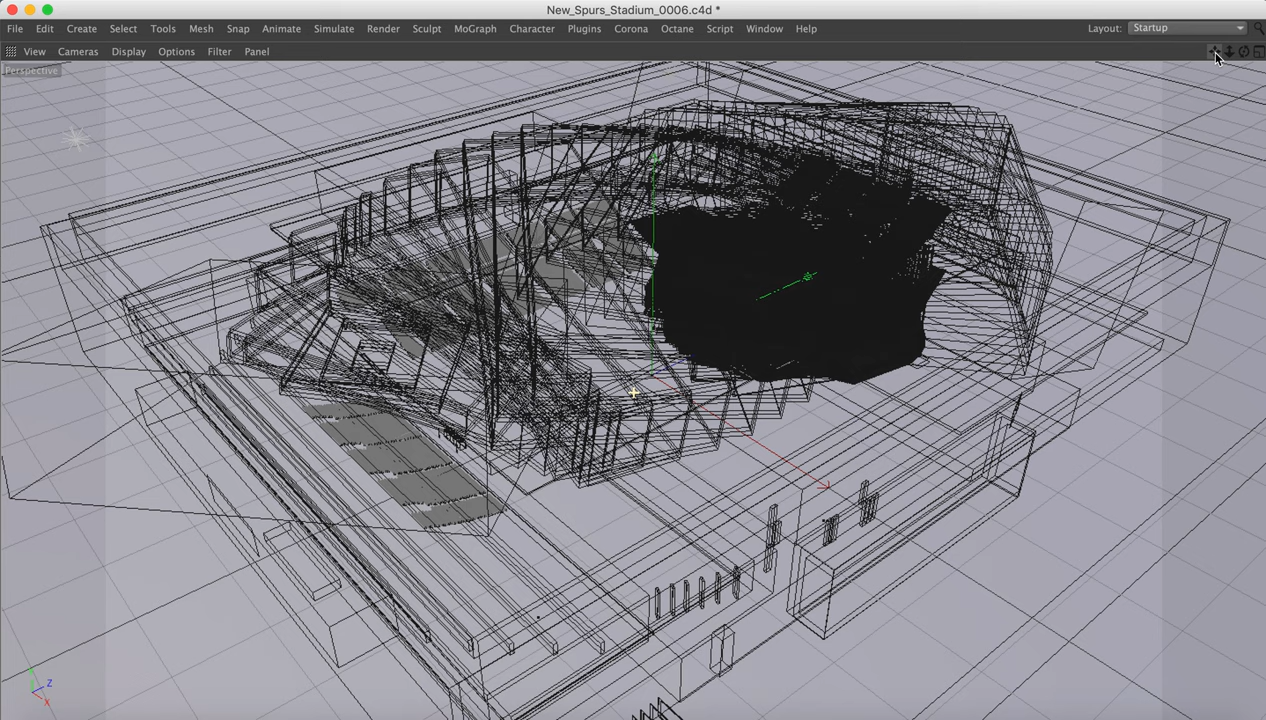 New_Spurs_Stadium_0006.c4d *
File Edit Create Select Tools Mesh Snap Animate Simulate Render Sculpt MoGraph Character Plugins Corona Octane Script Window Help Layout: Startup
View Cameras Display Options Filter Panel
Perspective
Z
X